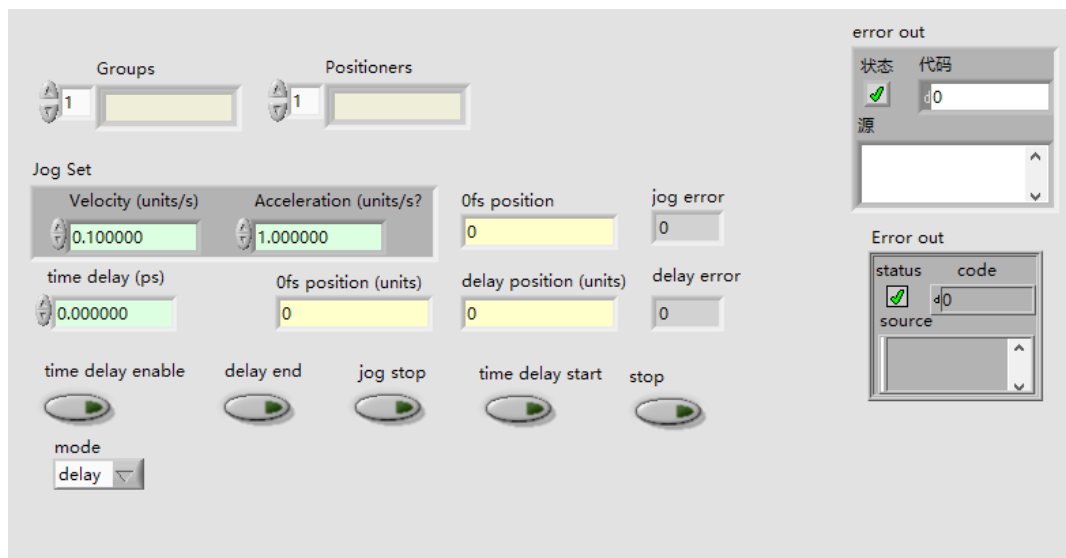 error out
Groups
Positioners
状态 代码
1
1
d0
源
Jog Set
Velocity (units/s)
Acceleration (units/s?
0fs position
jog error
0.100000
1.000000
0
0
Error out
time delay (ps)
0fs position (units)
delay position (units)
delay error
status code
0.000000
0
0
0
d0
source
time delay enable
delay end
jog stop
time delay start
stop
mode
delay